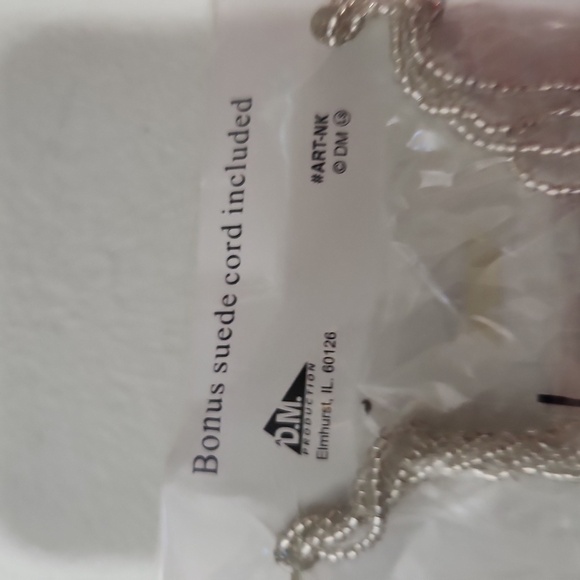 Bonus suede cord included
D.M.
PRODUCTION
Elmhurst, IL. 60126
#ART-NK
© DM